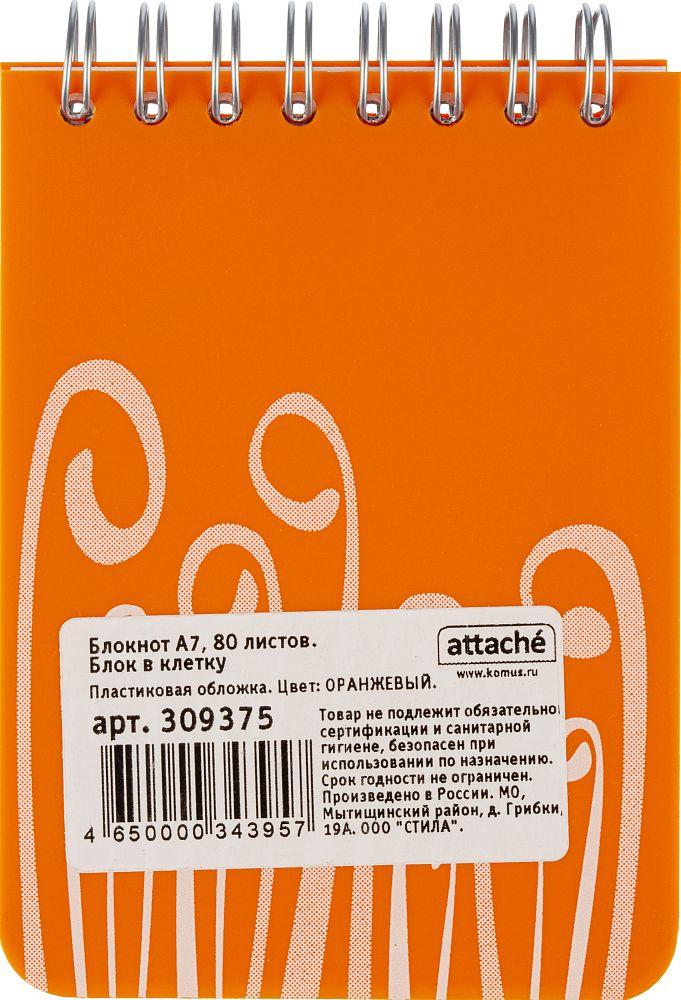 Блокнот А7, 80 листов.
Блок в клетку
attaché
www.komus.ru
Пластиковая обложка. Цвет: ОРАНЖЕВЫЙ.
арт. 309375
Товар не подлежит обязательно
сертификации и санитарной
гигиене, безопасен при
использовании по назначению.
Срок годности не ограничен.
Произведено в России. МО,
Мытищинский район, д. Грибки,
19А. ООО "СТИЛА".
4 650000 343957